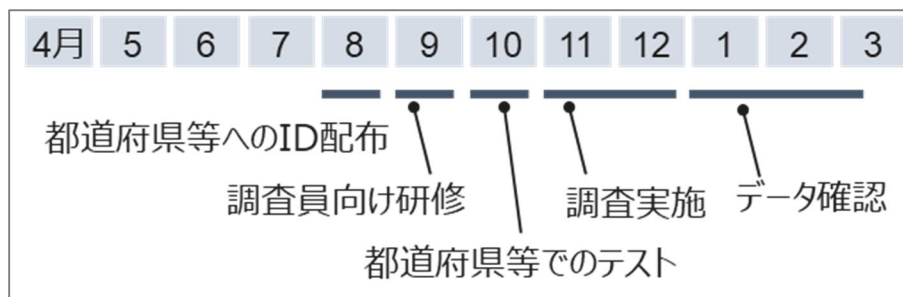 4月 5 6 7 8 9 10 11 12 1 2 3
都道府県等へのID配布
調査員向け研修
調査実施
データ確認
都道府県等でのテスト